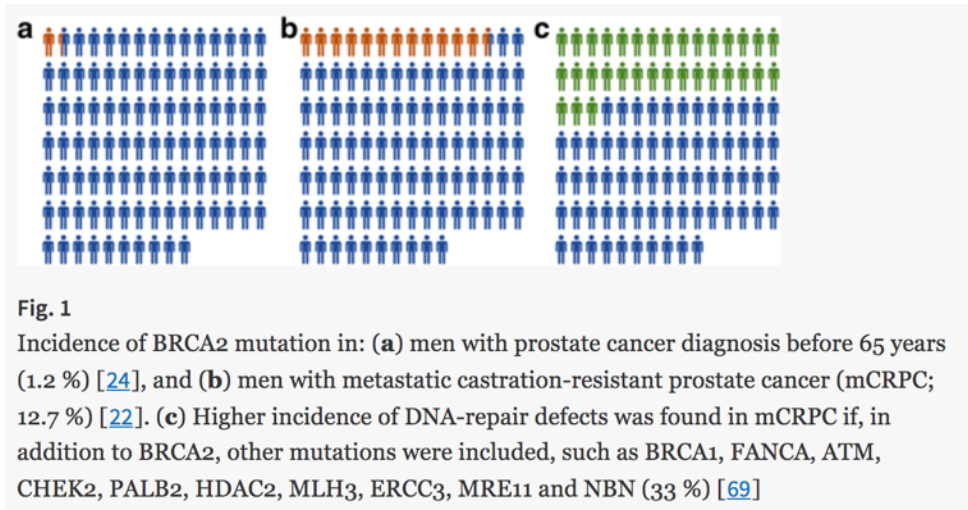 a b c
Fig. 1
Incidence of BRCA2 mutation in: (a) men with prostate cancer diagnosis before 65 years
(1.2 %) [24], and (b) men with metastatic castration-resistant prostate cancer (mCRPC;
12.7 %) [22]. (c) Higher incidence of DNA-repair defects was found in mCRPC if, in
addition to BRCA2, other mutations were included, such as BRCA1, FANCA, ATM,
CHEK2, PALB2, HDAC2, MLH3, ERCC3, MRE11 and NBN (33 %) [69]